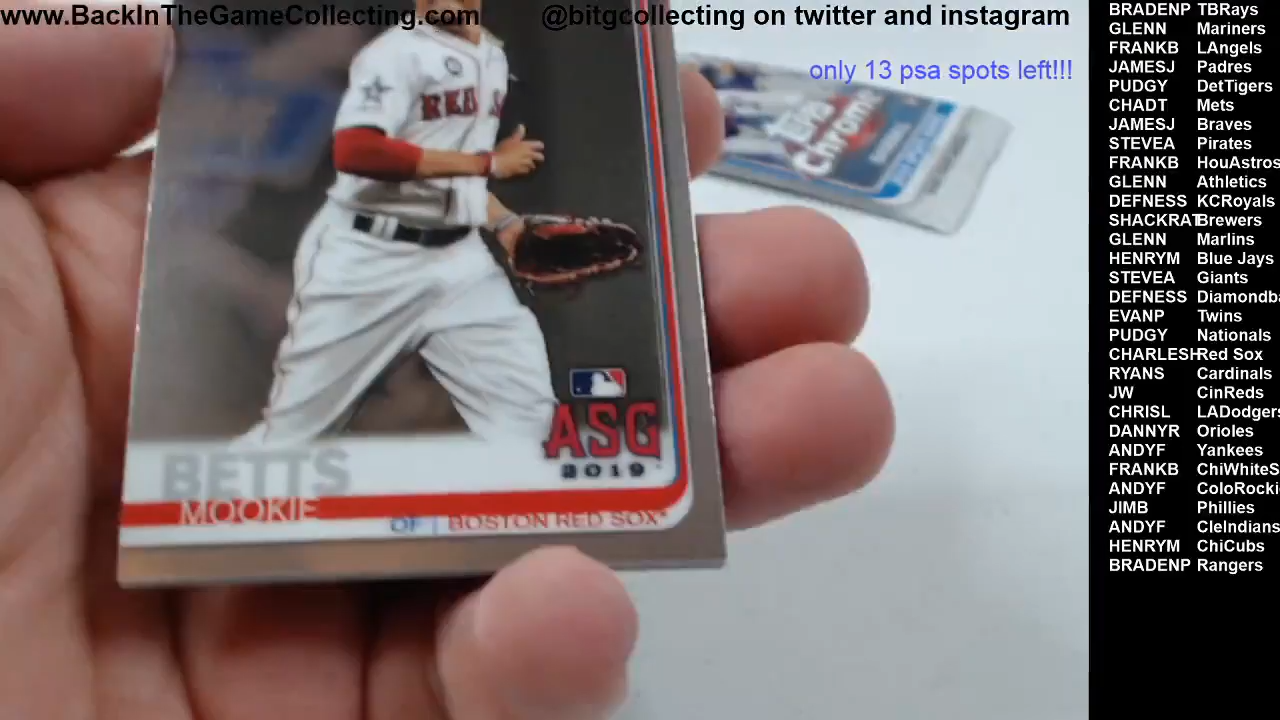 www.BackInTheGameCollecting.com
@bitgcollecting on twitter and instagram
only 13 psa spots left!!!
RED S
Chrome
ASG
2019
BETTS
MOOKIE
OF | BOSTON RED SOX
BRADENP TBRays
GLENN Mariners
FRANKB LAngels
JAMESJ Padres
PUDGY DetTigers
CHADT Mets
JAMESJ Braves
STEVEA Pirates
FRANKB HouAstros
GLENN Athletics
DEFNESS KCRoyals
SHACKRAT Brewers
GLENN Marlins
HENRYM Blue Jays
STEVEA Giants
DEFNESS Diamondba
EVANP Twins
PUDGY Nationals
CHARLESH Red Sox
RYANS Cardinals
JW CinReds
CHRISL LADodgers
DANNYR Orioles
ANDYF Yankees
FRANKB ChiWhiteS
ANDYF ColoRocki
JIMB Phillies
ANDYF CleIndians
HENRYM ChiCubs
BRADENP Rangers